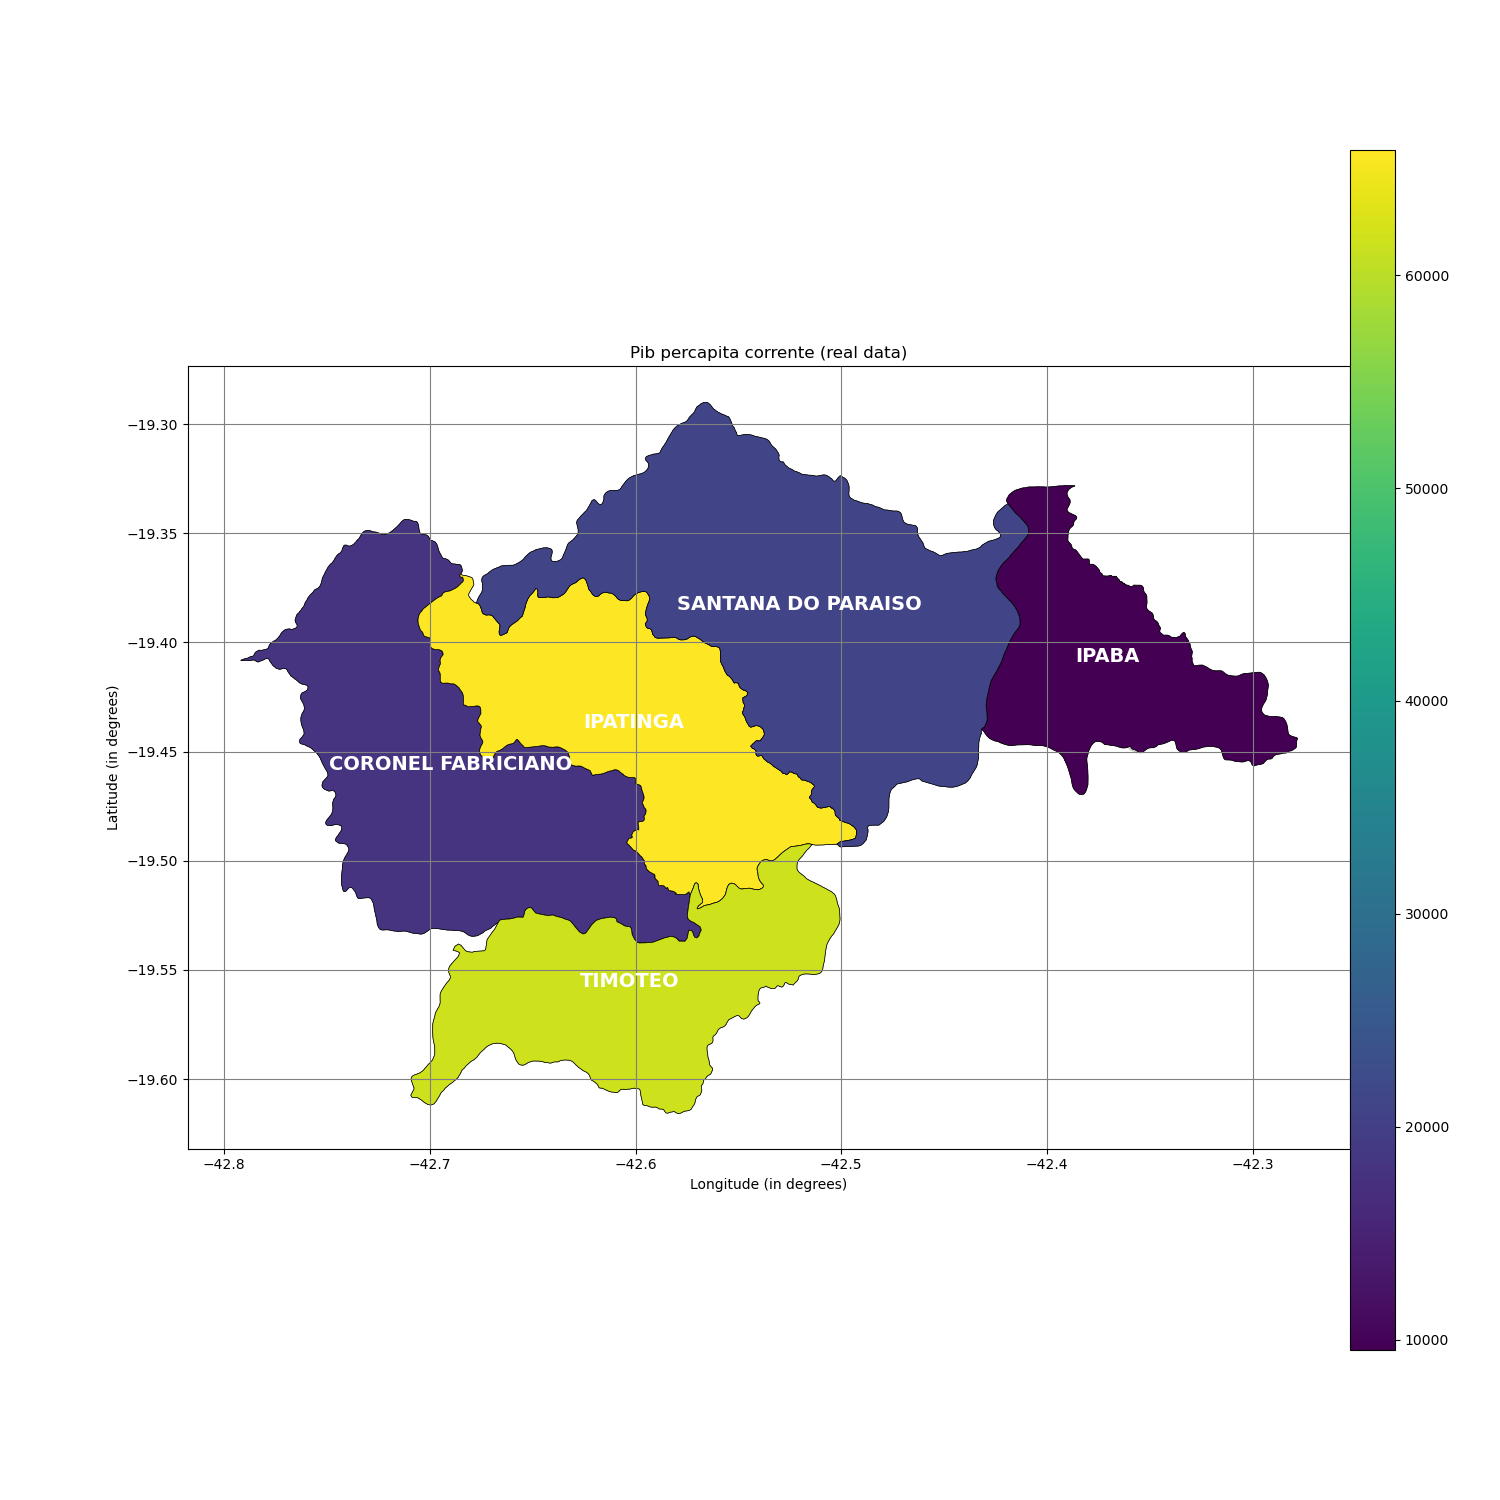 Pib percapita corrente (real data)
60000
−19.30
50000
−19.35
SANTANA DO PARAISO
−19.40
IPABA
40000
IPATINGA
−19.45
CORONEL FABRICIANO
Latitude (in degrees)
−19.50
30000
−19.55
TIMOTEO
−19.60
20000
−42.8 −42.7 −42.6 −42.5 −42.4 −42.3
Longitude (in degrees)
10000